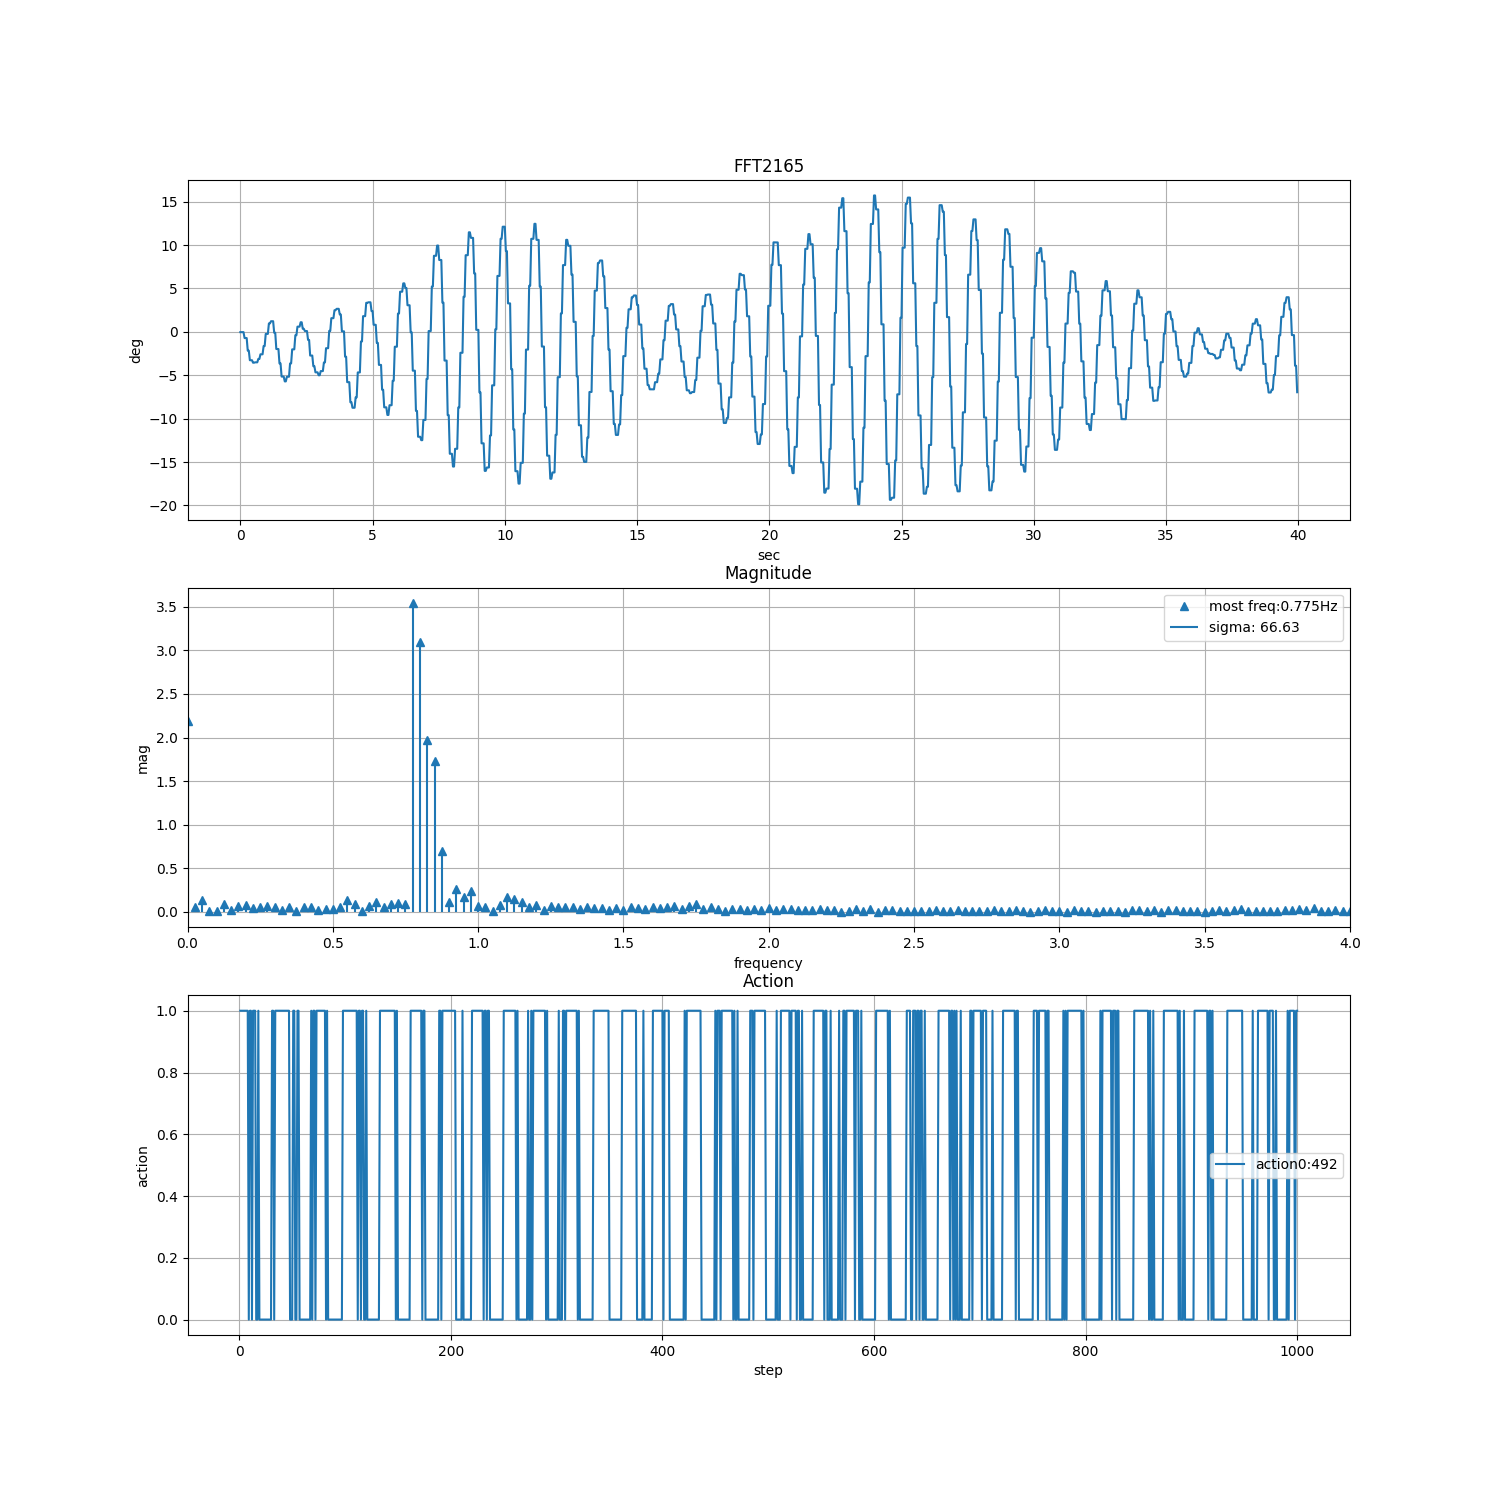 FFT2165
15
10
5
0
−5
−10
−15
−20
deg
0 5 10 15 20 25 30 35 40
sec
Magnitude
3.5
3.0
2.5
2.0
1.5
1.0
0.5
0.0
mag
most freq:0.775Hz
sigma: 66.63
0.0 0.5 1.0 1.5 2.0 2.5 3.0 3.5 4.0
frequency
Action
1.0
0.8
0.6
0.4
0.2
0.0
action
action0:492
0 200 400 600 800 1000
step